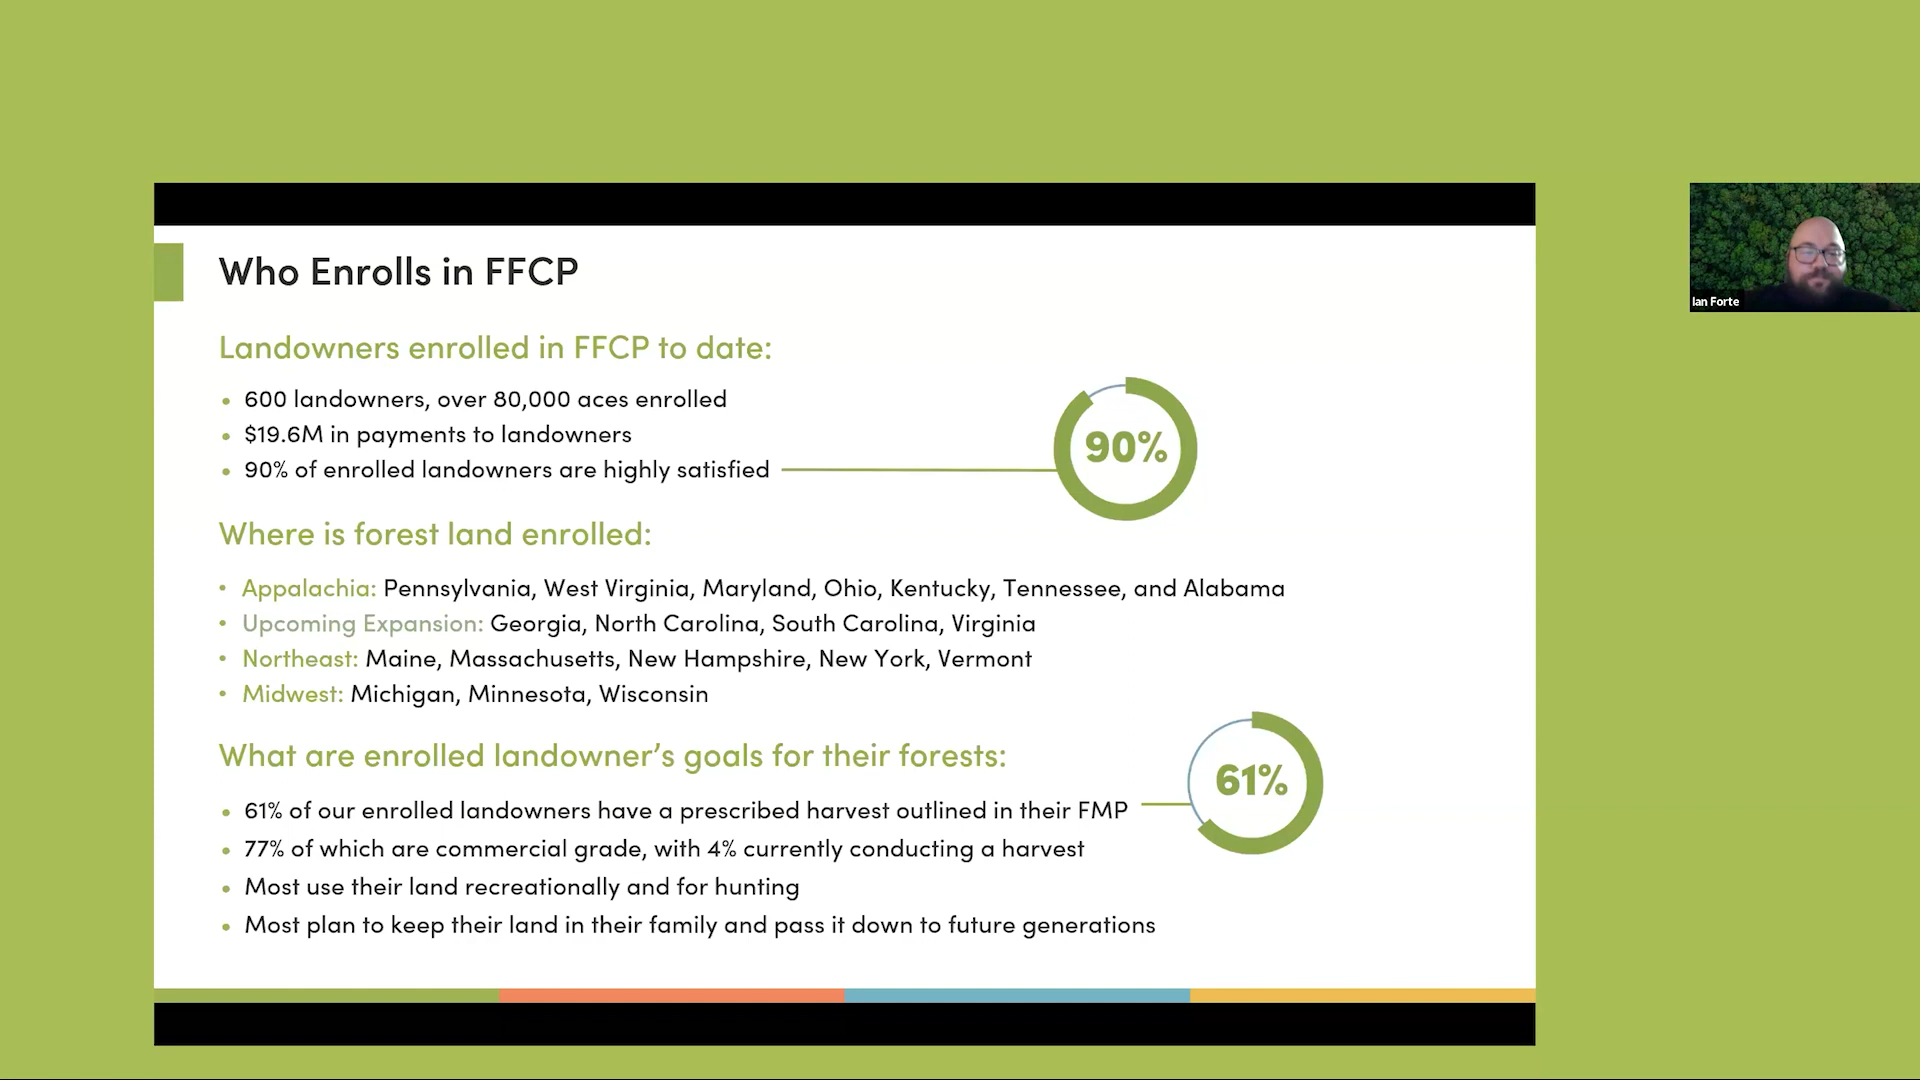 Who Enrolls in FFCP
Landowners enrolled in FFCP to date:
• 600 landowners, over 80,000 aces enrolled
• $19.6M in payments to landowners
• 90% of enrolled landowners are highly satisfied
90%
Where is forest land enrolled:
• Appalachia: Pennsylvania, West Virginia, Maryland, Ohio, Kentucky, Tennessee, and Alabama
• Upcoming Expansion: Georgia, North Carolina, South Carolina, Virginia
• Northeast: Maine, Massachusetts, New Hampshire, New York, Vermont
• Midwest: Michigan, Minnesota, Wisconsin
What are enrolled landowner’s goals for their forests:
• 61% of our enrolled landowners have a prescribed harvest outlined in their FMP
61%
• 77% of which are commercial grade, with 4% currently conducting a harvest
• Most use their land recreationally and for hunting
• Most plan to keep their land in their family and pass it down to future generations
Ian Forte